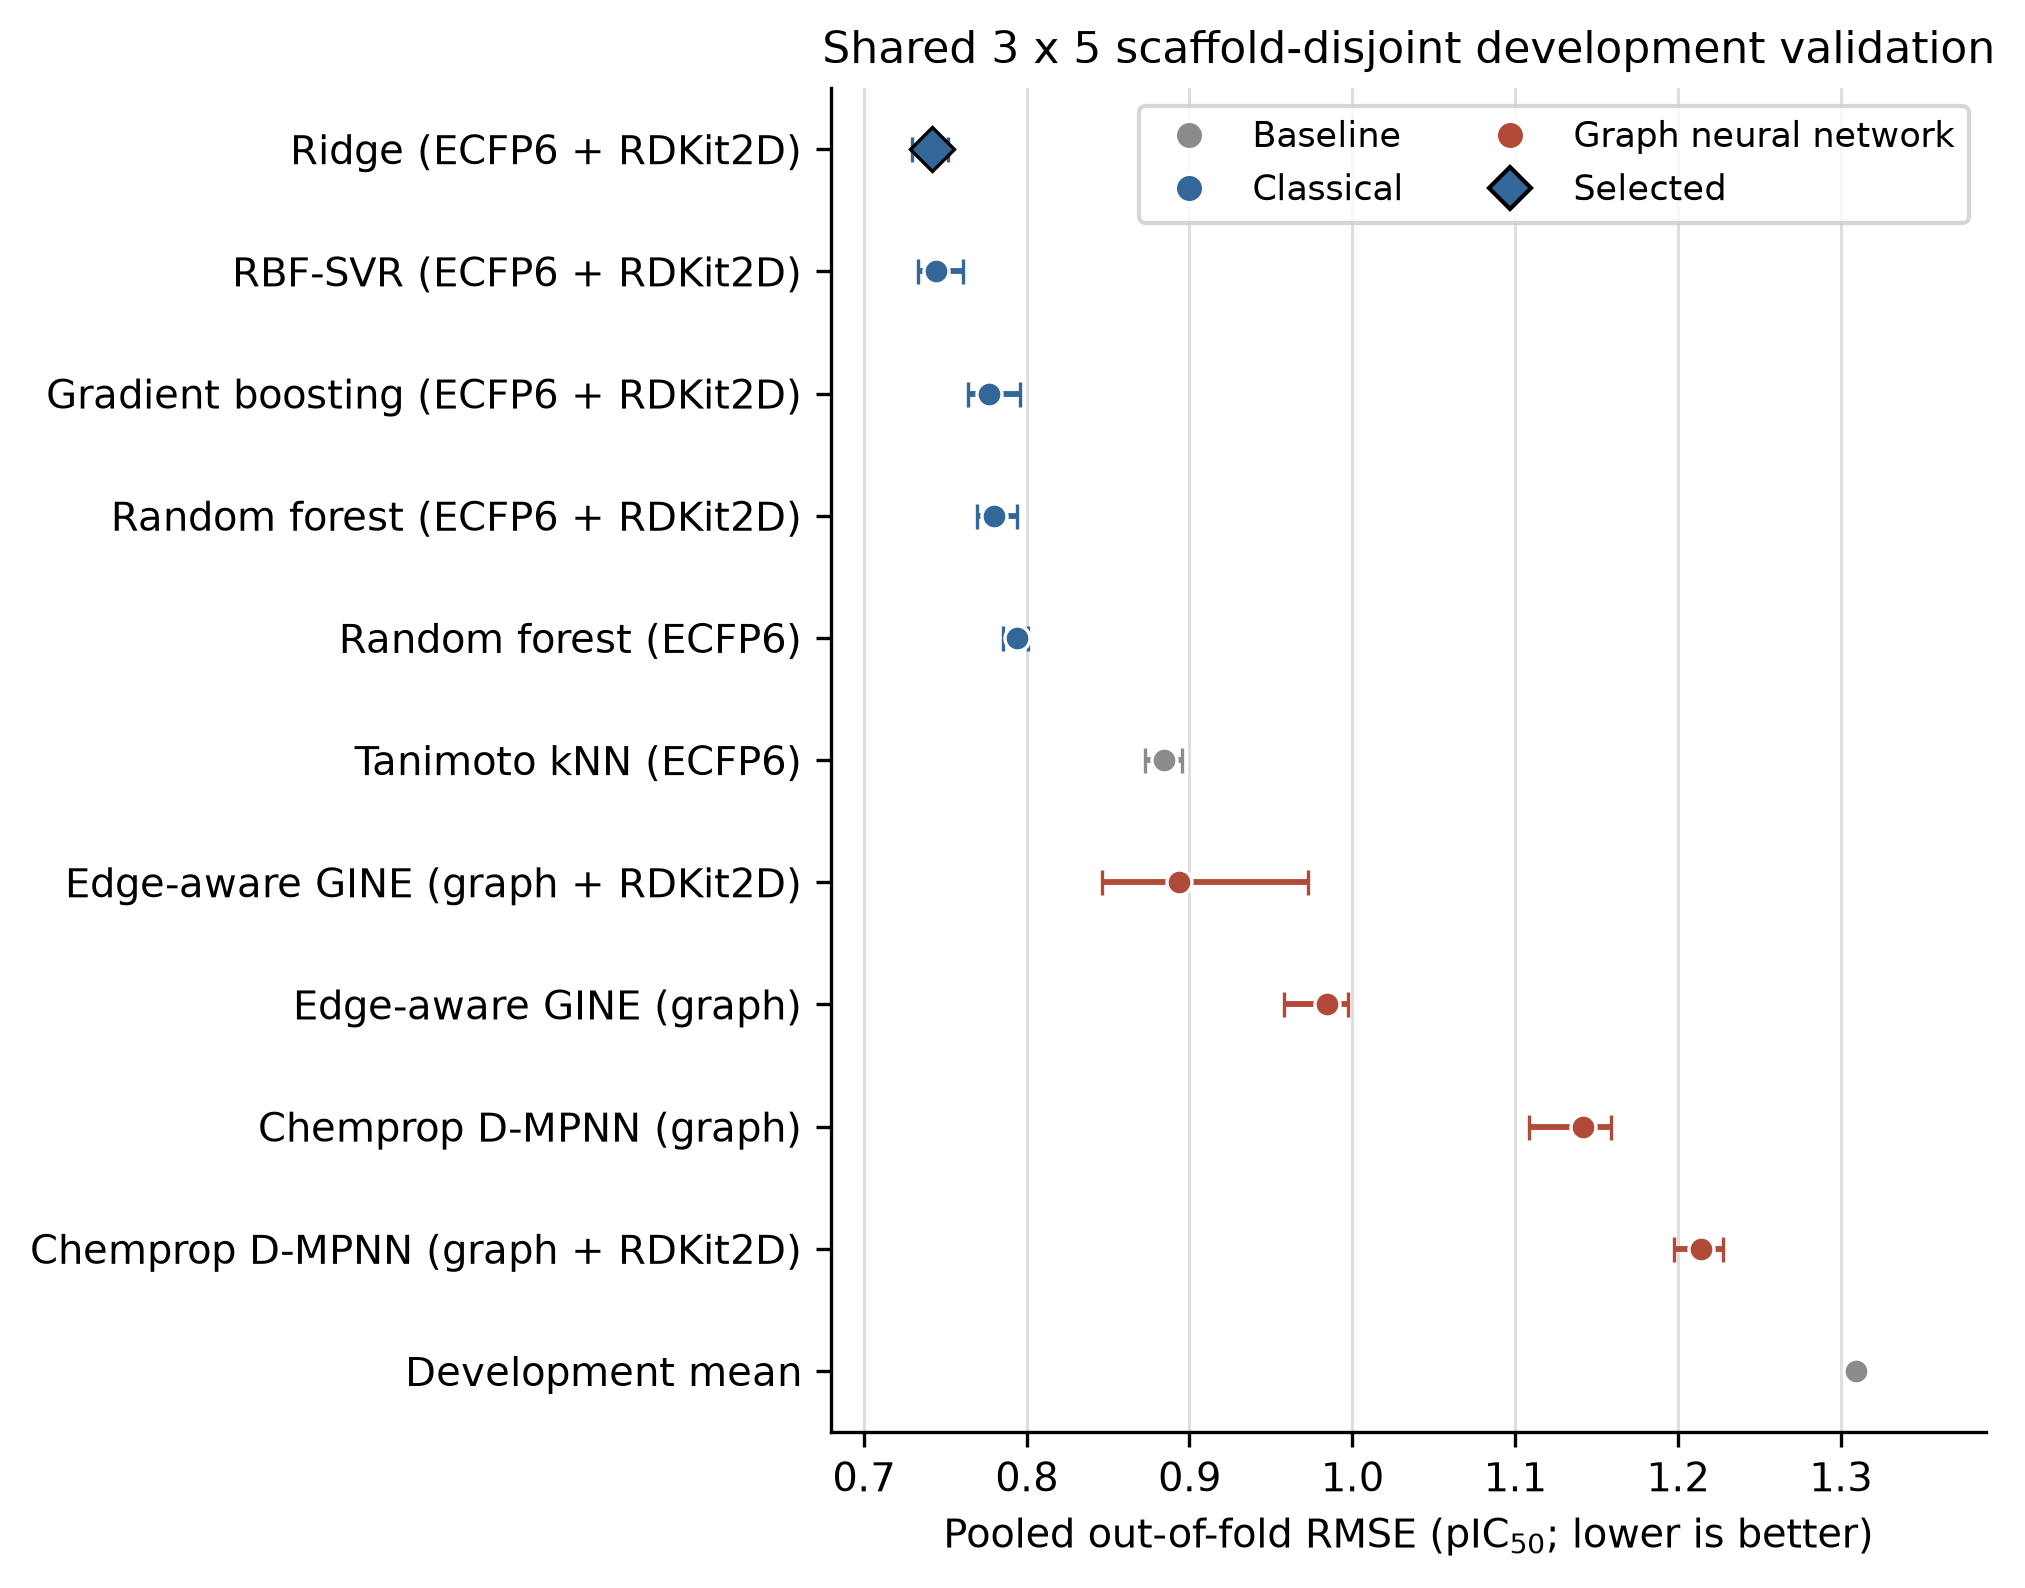 Shared 3 x 5 scaffold-disjoint development validation
Baseline
Classical
Graph neural network
Selected
Ridge (ECFP6 + RDKit2D)
RBF-SVR (ECFP6 + RDKit2D)
Gradient boosting (ECFP6 + RDKit2D)
Random forest (ECFP6 + RDKit2D)
Random forest (ECFP6)
Tanimoto kNN (ECFP6)
Edge-aware GINE (graph + RDKit2D)
Edge-aware GINE (graph)
Chemprop D-MPNN (graph)
Chemprop D-MPNN (graph + RDKit2D)
Development mean
0.7 0.8 0.9 1.0 1.1 1.2 1.3
Pooled out-of-fold RMSE (pIC₅₀; lower is better)